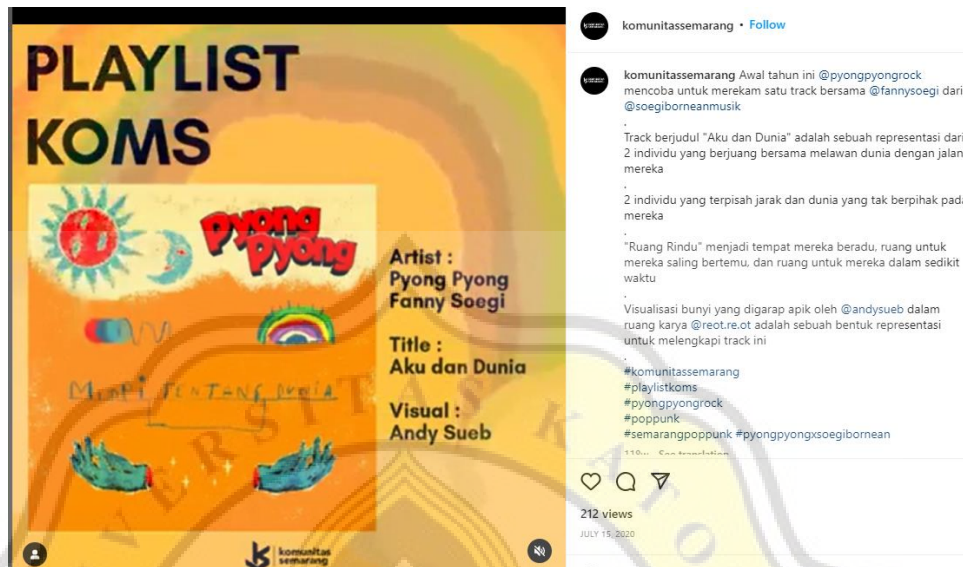 PLAYLIST
KOMS
Pyong
Pyong
MIMPI TENTANG DUNIA
Artist :
Pyong Pyong
Fanny Soegi
Title :
Aku dan Dunia
Visual :
Andy Sueb
komunitas
semarang
komunitassemarang • Follow
komunitassemarang Awal tahun ini @pyongpyongrock
mencoba untuk merekam satu track bersama @fannysoegi dari
@soegiborneanmusik
.
Track berjudul "Aku dan Dunia" adalah sebuah representasi dari
2 individu yang berjuang bersama melawan dunia dengan jalan
mereka
.
2 individu yang terpisah jarak dan dunia yang tak berpihak pada
mereka
.
"Ruang Rindu" menjadi tempat mereka beradu, ruang untuk
mereka saling bertemu, dan ruang untuk mereka dalam sedikit
waktu
.
Visualisasi bunyi yang digarap apik oleh @andysueb dalam
ruang karya @reot.re.ot adalah sebuah bentuk representasi
untuk melengkapi track ini
.
#komunitassemarang
#playlistkoms
#pyongpyongrock
#poppunk
#semarangpoppunk #pyongpyongxsoegibornean
118w See translation
212 views
JULY 15, 2020